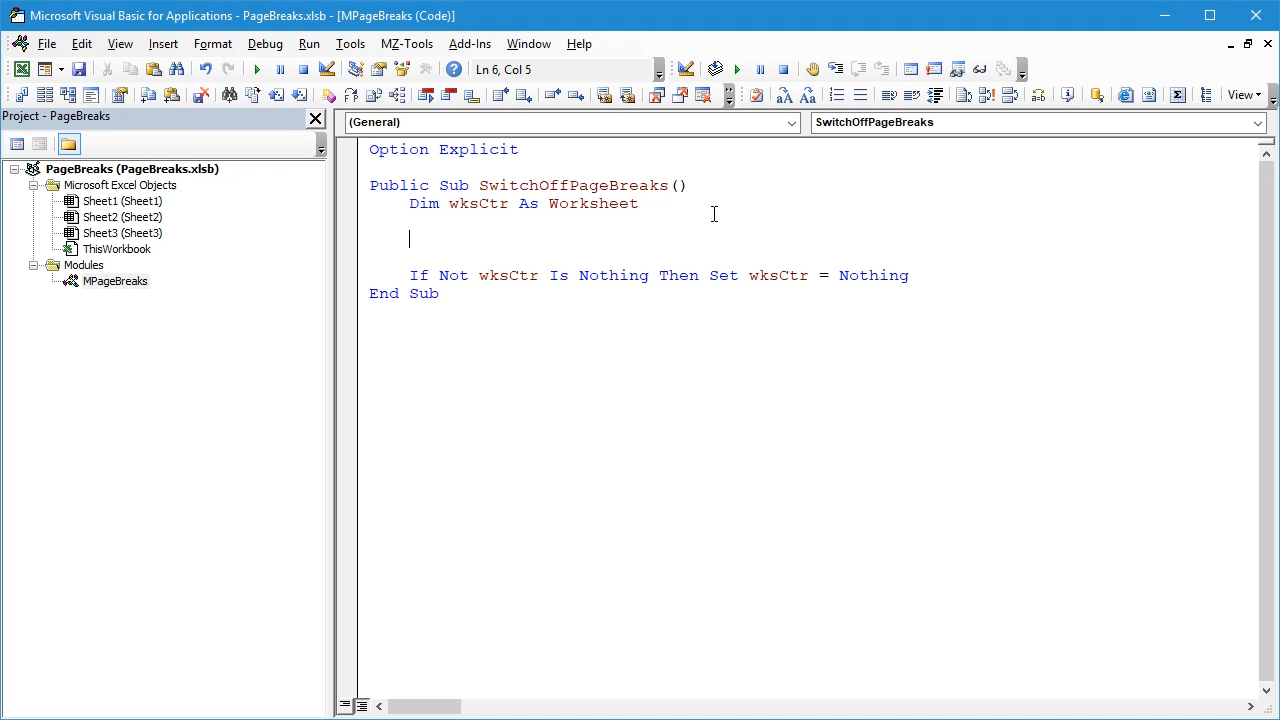 Microsoft Visual Basic for Applications - PageBreaks.xlsb - [MPageBreaks (Code)]
File Edit View Insert Format Debug Run Tools MZ-Tools Add-Ins Window Help
Ln 6, Col 5
View
Project - PageBreaks
(General) SwitchOffPageBreaks
PageBreaks (PageBreaks.xlsb)
Microsoft Excel Objects
Sheet1 (Sheet1)
Sheet2 (Sheet2)
Sheet3 (Sheet3)
ThisWorkbook
Modules
MPageBreaks
Option Explicit
Public Sub SwitchOffPageBreaks()
Dim wksCtr As Worksheet
If Not wksCtr Is Nothing Then Set wksCtr = Nothing
End Sub